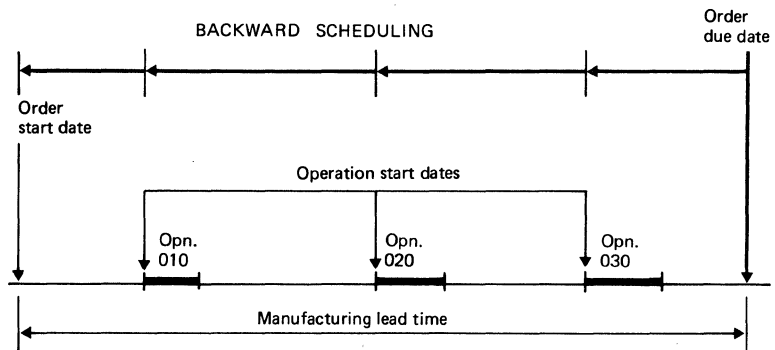 BACKWARD SCHEDULING
Order
due date
Order
start date
Operation start dates
Opn.
010
Opn.
020
Opn.
030
Manufacturing lead time